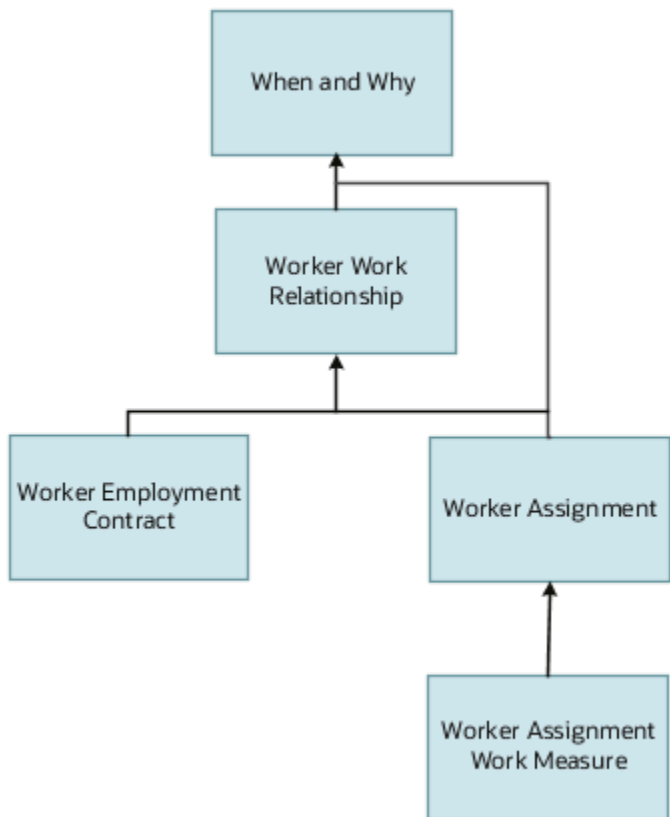 When and Why
Worker Work
Relationship
Worker Employment
Contract
Worker Assignment
Worker Assignment
Work Measure